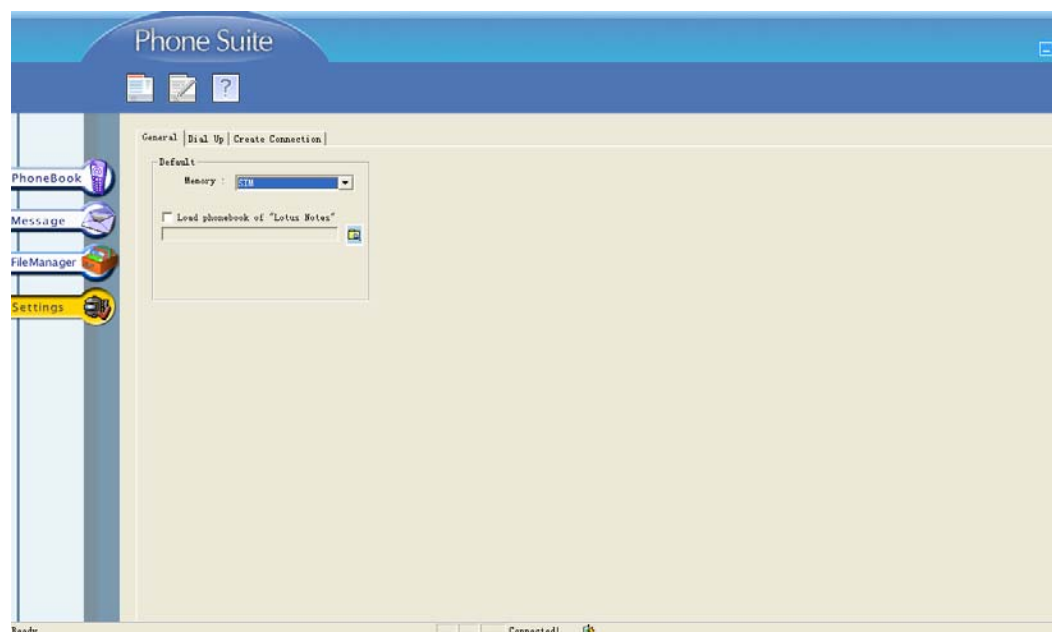 Phone Suite
?
General Dial Up Create Connection
Default
Memory : SIM
Load phonebook of "Lotus Notes"
PhoneBook
Message
FileManager
Settings
Ready Connected!